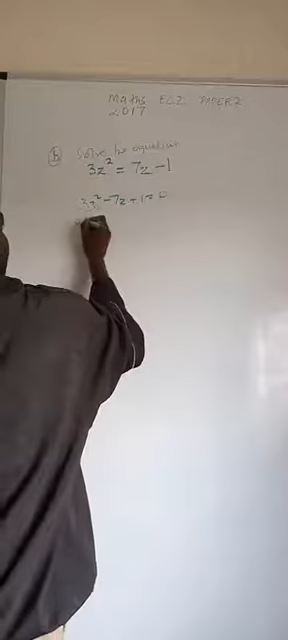 Maths ECZ PAPER 2
2017
(b) Solve the equation
3z² = 7z - 1
3z² - 7z + 1 = 0